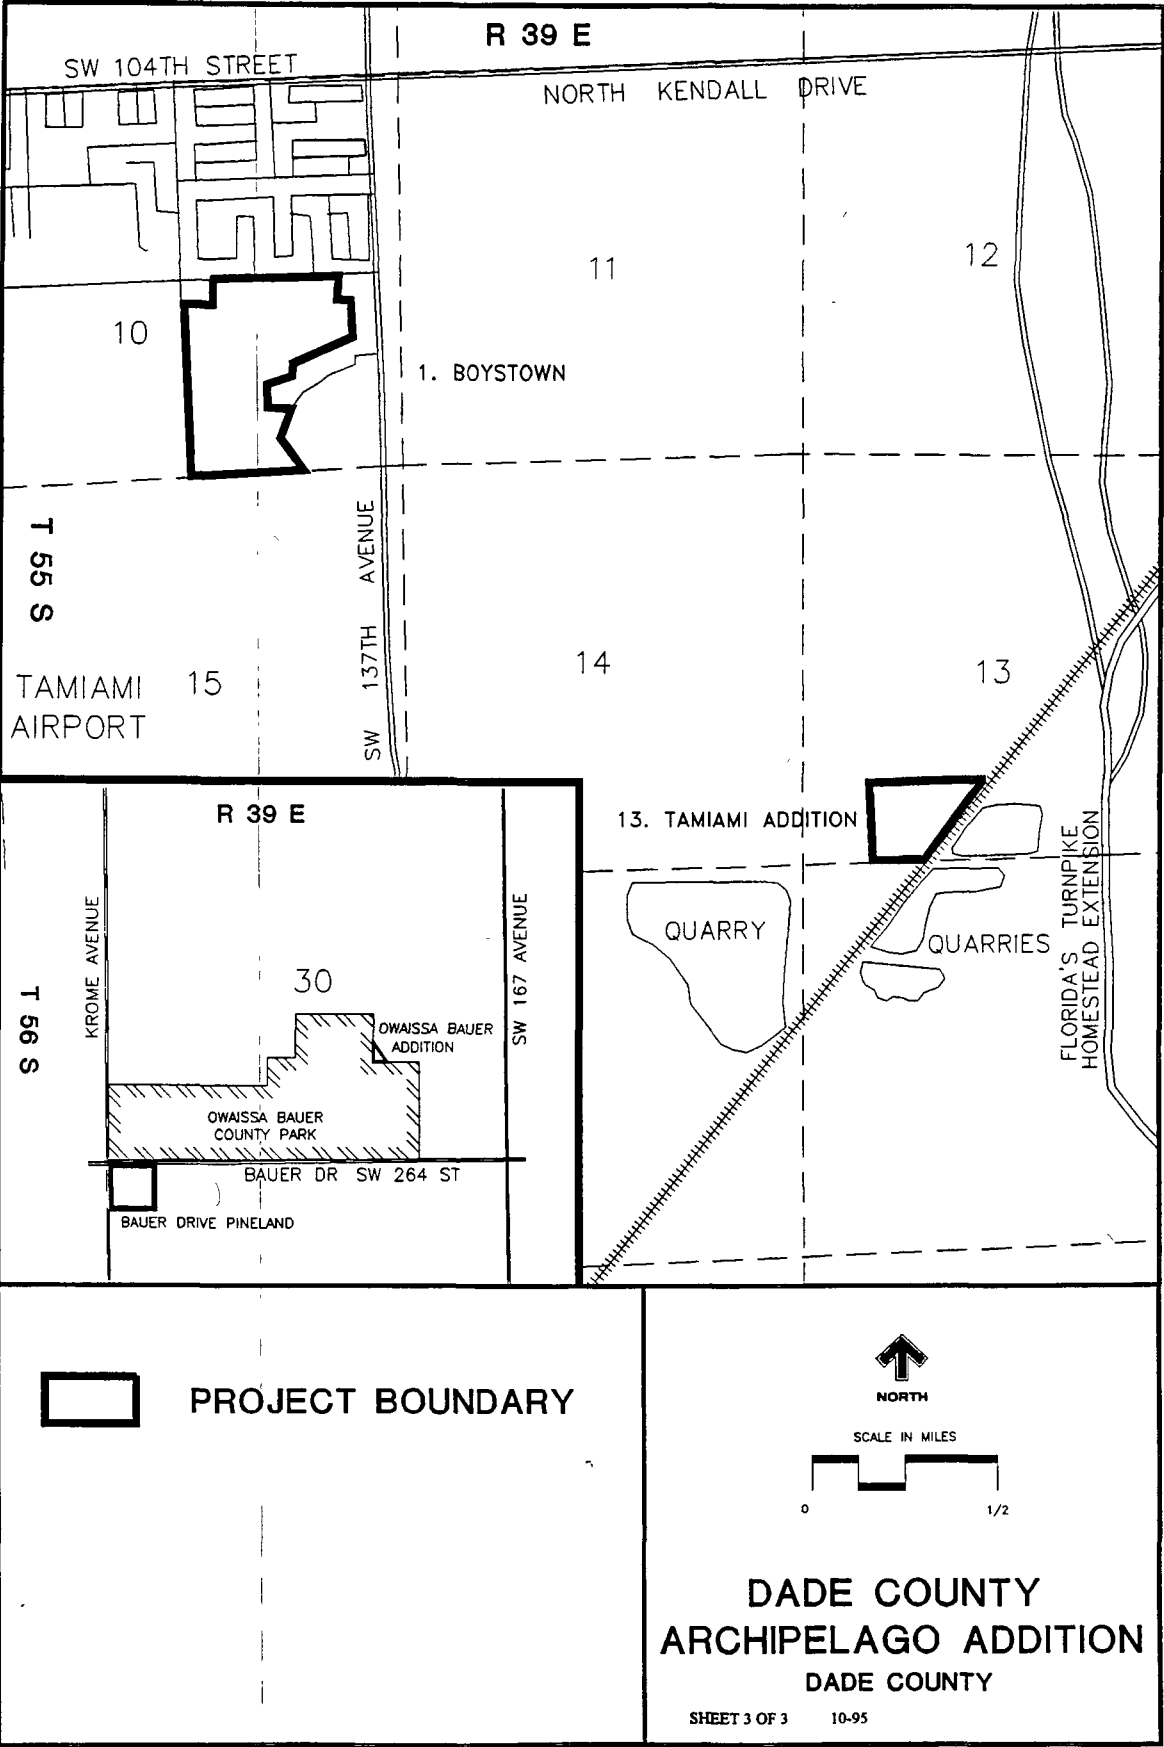 R 39 E
SW 104TH STREET
NORTH KENDALL DRIVE
11
12
10
1. BOYSTOWN
T 55 S
SW 137TH AVENUE
14
13
15
TAMIAMI
AIRPORT
13. TAMIAMI ADDITION
QUARRY
QUARRIES
FLORIDA'S TURNPIKE
HOMESTEAD EXTENSION
R 39 E
KROME AVENUE
SW 167 AVENUE
T 56 S
30
OWAISSA BAUER
ADDITION
OWAISSA BAUER
COUNTY PARK
BAUER DR SW 264 ST
BAUER DRIVE PINELAND
PROJECT BOUNDARY
NORTH
SCALE IN MILES
0 1/2
DADE COUNTY
ARCHIPELAGO ADDITION
DADE COUNTY
SHEET 3 OF 3 10-95